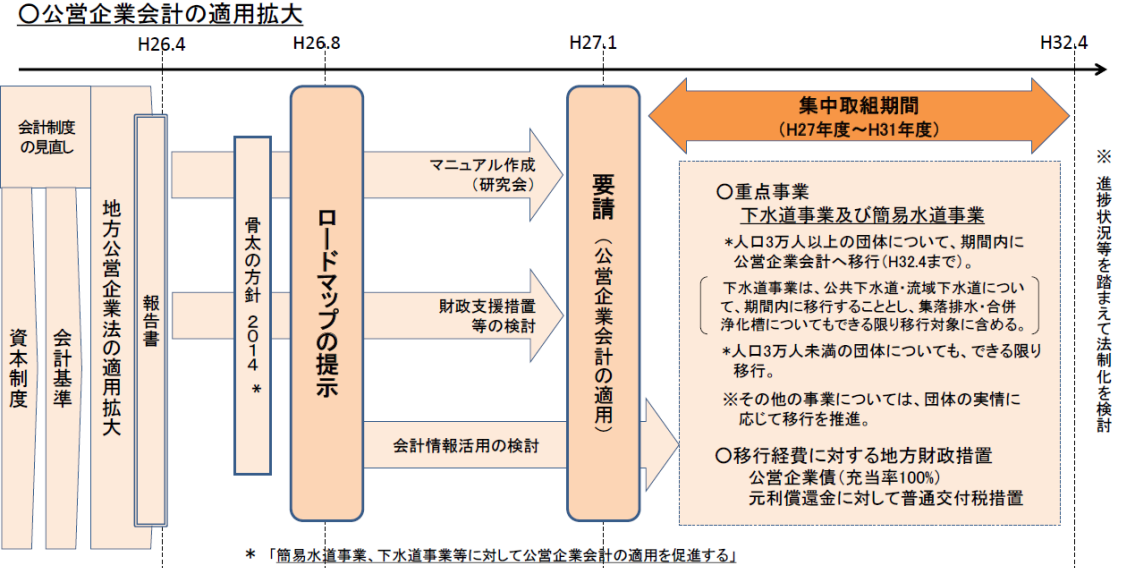 〇公営企業会計の適用拡大
H26.4
H26.8
H27.1
H32.4
会計制度
の見直し
資本制度
会計基準
地方公営企業法の適用拡大
報告書
骨太の方針 2014 *
ロードマップの提示
マニュアル作成
(研究会)
財政支援措置
等の検討
会計情報活用の検討
要請(公営企業会計の適用)
集中取組期間
(H27年度～H31年度)
〇重点事業
下水道事業及び簡易水道事業
*人口3万人以上の団体について、期間内に
公営企業会計へ移行(H32.4まで)。
下水道事業は、公共下水道・流域下水道につい
て、期間内に移行することとし、集落排水・合併
浄化槽についてもできる限り移行対象に含める。
*人口3万人未満の団体についても、できる限り
移行。
※その他の事業については、団体の実情に
応じて移行を推進。
〇移行経費に対する地方財政措置
公営企業債(充当率100%)
元利償還金に対して普通交付税措置
※ 進捗状況等を踏まえて法制化を検討
* 「簡易水道事業、下水道事業等に対して公営企業会計の適用を促進する」